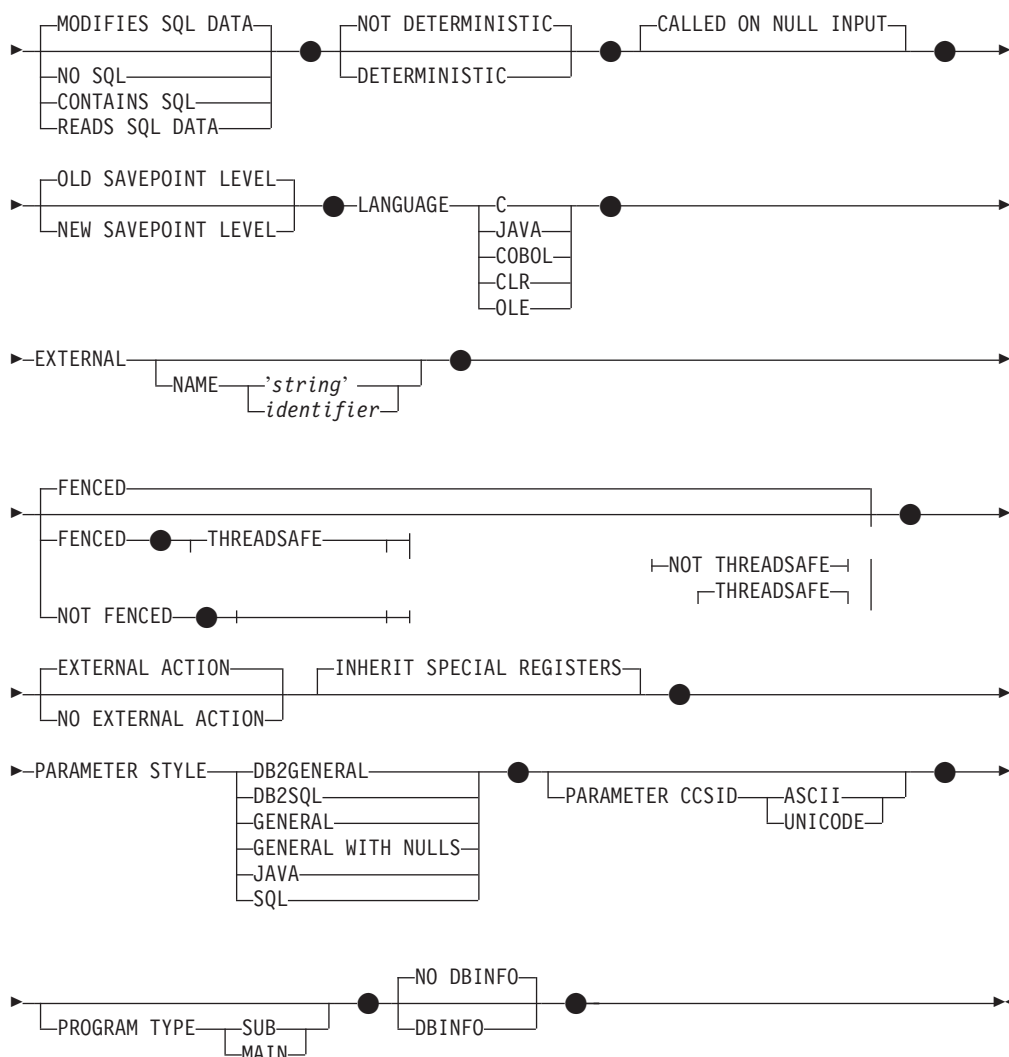 MODIFIES SQL DATA NOT DETERMINISTIC CALLED ON NULL INPUT
NO SQL DETERMINISTIC
CONTAINS SQL
READS SQL DATA
OLD SAVEPOINT LEVEL LANGUAGE C
NEW SAVEPOINT LEVEL JAVA
COBOL
CLR
OLE
EXTERNAL
NAME 'string'
identifier
FENCED
FENCED THREADSAFE
NOT THREADSAFE
THREADSAFE
NOT FENCED
EXTERNAL ACTION INHERIT SPECIAL REGISTERS
NO EXTERNAL ACTION
PARAMETER STYLE DB2GENERAL
DB2SQL PARAMETER CCSID ASCII
GENERAL UNICODE
GENERAL WITH NULLS
JAVA
SQL
NO DBINFO
PROGRAM TYPE SUB DBINFO
MAIN